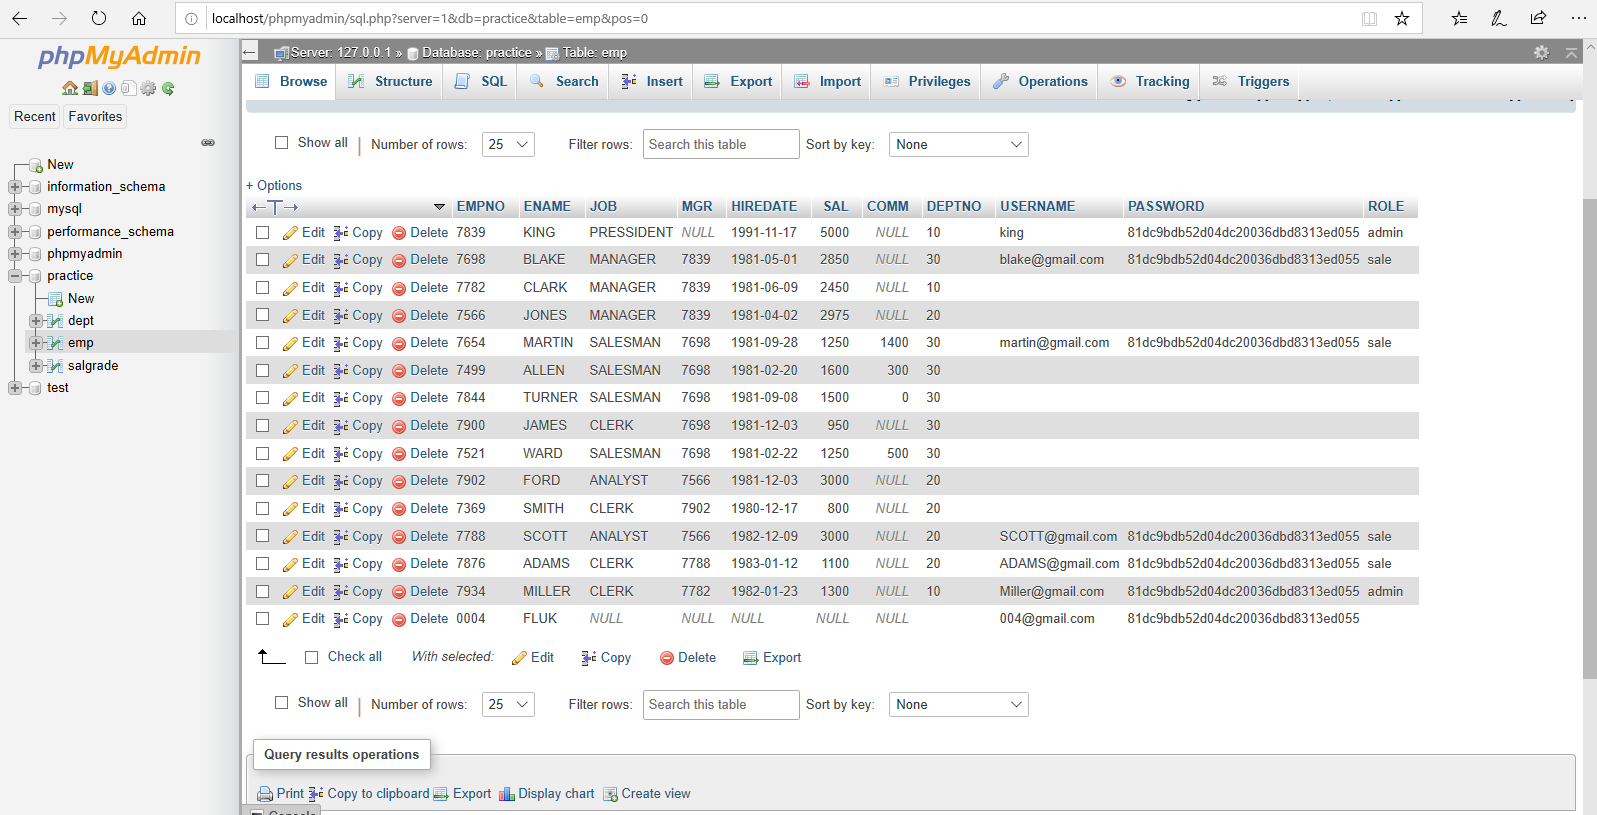 localhost/phpmyadmin/sql.php?server=1&db=practice&table=emp&pos=0
phpMyAdmin
Recent Favorites
New
information_schema
mysql
performance_schema
phpmyadmin
practice
New
dept
emp
salgrade
test
Server: 127.0.0.1 » Database: practice » Table: emp
Browse Structure SQL Search Insert Export Import Privileges Operations Tracking Triggers
Show all | Number of rows: 25 Filter rows: Search this table Sort by key: None
+ Options
EMPNO ENAME JOB MGR HIREDATE SAL COMM DEPTNO USERNAME PASSWORD ROLE
Edit Copy Delete 7839 KING PRESSIDENT NULL 1991-11-17 5000 NULL 10 king 81dc9bdb52d04dc20036dbd8313ed055 admin
Edit Copy Delete 7698 BLAKE MANAGER 7839 1981-05-01 2850 NULL 30 blake@gmail.com 81dc9bdb52d04dc20036dbd8313ed055 sale
Edit Copy Delete 7782 CLARK MANAGER 7839 1981-06-09 2450 NULL 10
Edit Copy Delete 7566 JONES MANAGER 7839 1981-04-02 2975 NULL 20
Edit Copy Delete 7654 MARTIN SALESMAN 7698 1981-09-28 1250 1400 30 martin@gmail.com 81dc9bdb52d04dc20036dbd8313ed055 sale
Edit Copy Delete 7499 ALLEN SALESMAN 7698 1981-02-20 1600 300 30
Edit Copy Delete 7844 TURNER SALESMAN 7698 1981-09-08 1500 0 30
Edit Copy Delete 7900 JAMES CLERK 7698 1981-12-03 950 NULL 30
Edit Copy Delete 7521 WARD SALESMAN 7698 1981-02-22 1250 500 30
Edit Copy Delete 7902 FORD ANALYST 7566 1981-12-03 3000 NULL 20
Edit Copy Delete 7369 SMITH CLERK 7902 1980-12-17 800 NULL 20
Edit Copy Delete 7788 SCOTT ANALYST 7566 1982-12-09 3000 NULL 20 SCOTT@gmail.com 81dc9bdb52d04dc20036dbd8313ed055 sale
Edit Copy Delete 7876 ADAMS CLERK 7788 1983-01-12 1100 NULL 20 ADAMS@gmail.com 81dc9bdb52d04dc20036dbd8313ed055 sale
Edit Copy Delete 7934 MILLER CLERK 7782 1982-01-23 1300 NULL 10 Miller@gmail.com 81dc9bdb52d04dc20036dbd8313ed055 admin
Edit Copy Delete 0004 FLUK NULL NULL NULL NULL NULL 004@gmail.com 81dc9bdb52d04dc20036dbd8313ed055
Check all With selected: Edit Copy Delete Export
Show all | Number of rows: 25 Filter rows: Search this table Sort by key: None
Query results operations
Print Copy to clipboard Export Display chart Create view
Console